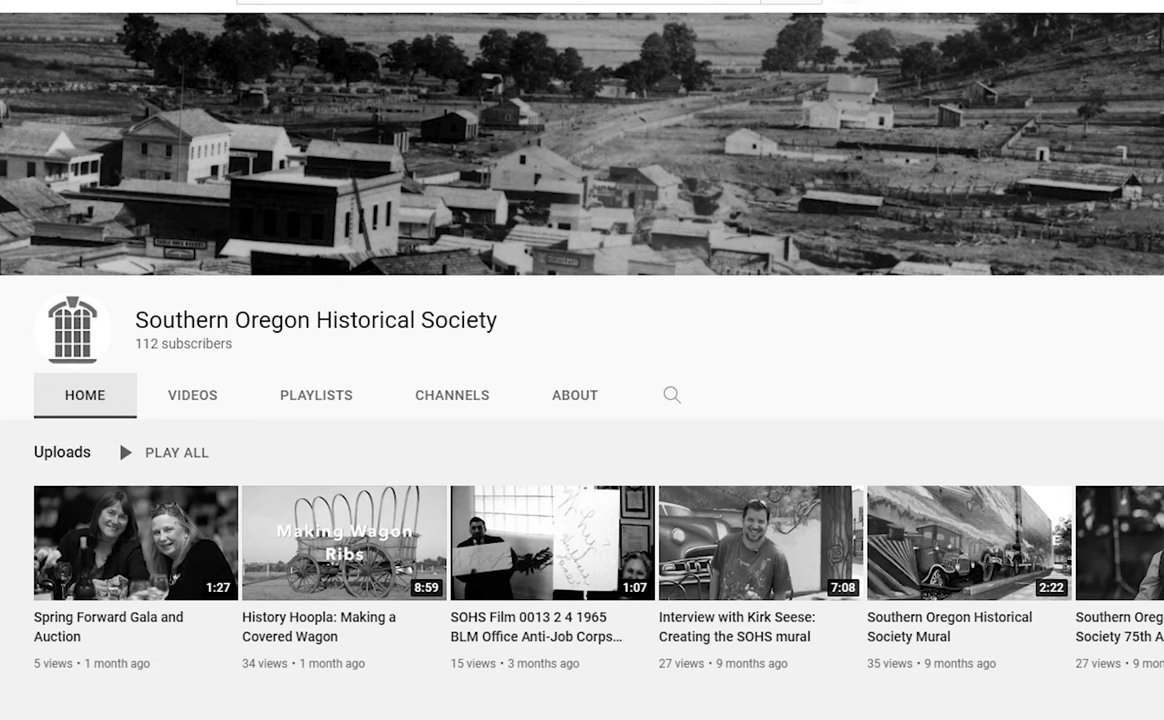 Southern Oregon Historical Society
112 subscribers
HOME VIDEOS PLAYLISTS CHANNELS ABOUT
Uploads PLAY ALL
Making Wagon
Ribs
1:27 8:59 1:07 7:08 2:22
Spring Forward Gala and
Auction
5 views • 1 month ago
History Hoopla: Making a
Covered Wagon
34 views • 1 month ago
SOHS Film 0013 2 4 1965
BLM Office Anti-Job Corps...
15 views • 3 months ago
Interview with Kirk Seese:
Creating the SOHS mural
27 views • 9 months ago
Southern Oregon Historical
Society Mural
35 views • 9 months ago
Southern Oreg
Society 75th A
27 views • 9 mon